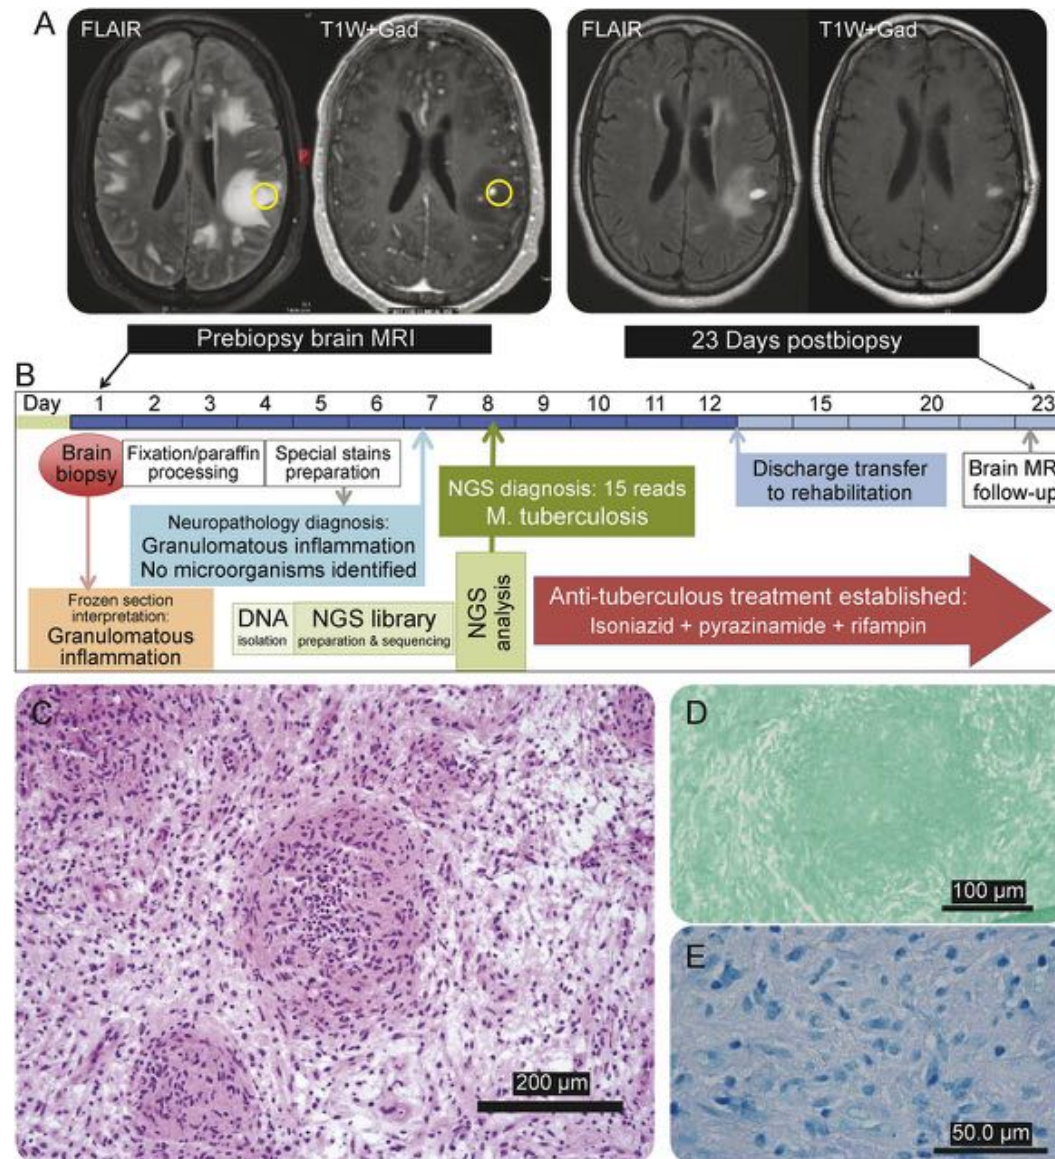 A
FLAIR
T1W+Gad
FLAIR
T1W+Gad
Prebiopsy brain MRI
23 Days postbiopsy
B
Day 1 2 3 4 5 6 7 8 9 10 11 12 15 20 23
Brain
biopsy
Fixation/paraffin
processing
Special stains
preparation
Neuropathology diagnosis:
Granulomatous inflammation
No microorganisms identified
NGS diagnosis: 15 reads
M. tuberculosis
Discharge transfer
to rehabilitation
Brain MR
follow-up
Frozen section
interpretation:
Granulomatous
inflammation
DNA
isolation
NGS library
preparation & sequencing
NGS
analysis
Anti-tuberculous treatment established:
Isoniazid + pyrazinamide + rifampin
C
200 µm
D
100 µm
E
50.0 µm